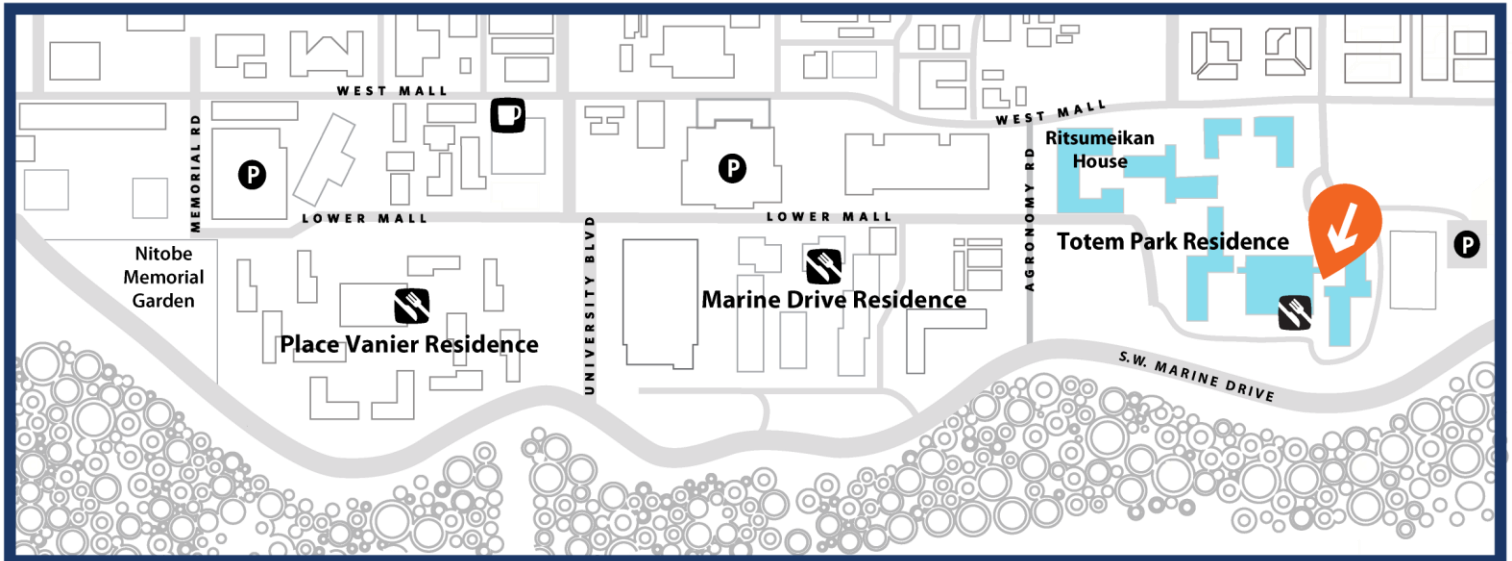 WEST MALL
WEST MALL
MEMORIAL RD
P
P
Ritsumeikan
House
AGRONOMY RD
LOWER MALL
LOWER MALL
UNIVERSITY BLVD
Nitobe
Memorial
Garden
Totem Park Residence
P
Marine Drive Residence
Place Vanier Residence
S.W. MARINE DRIVE